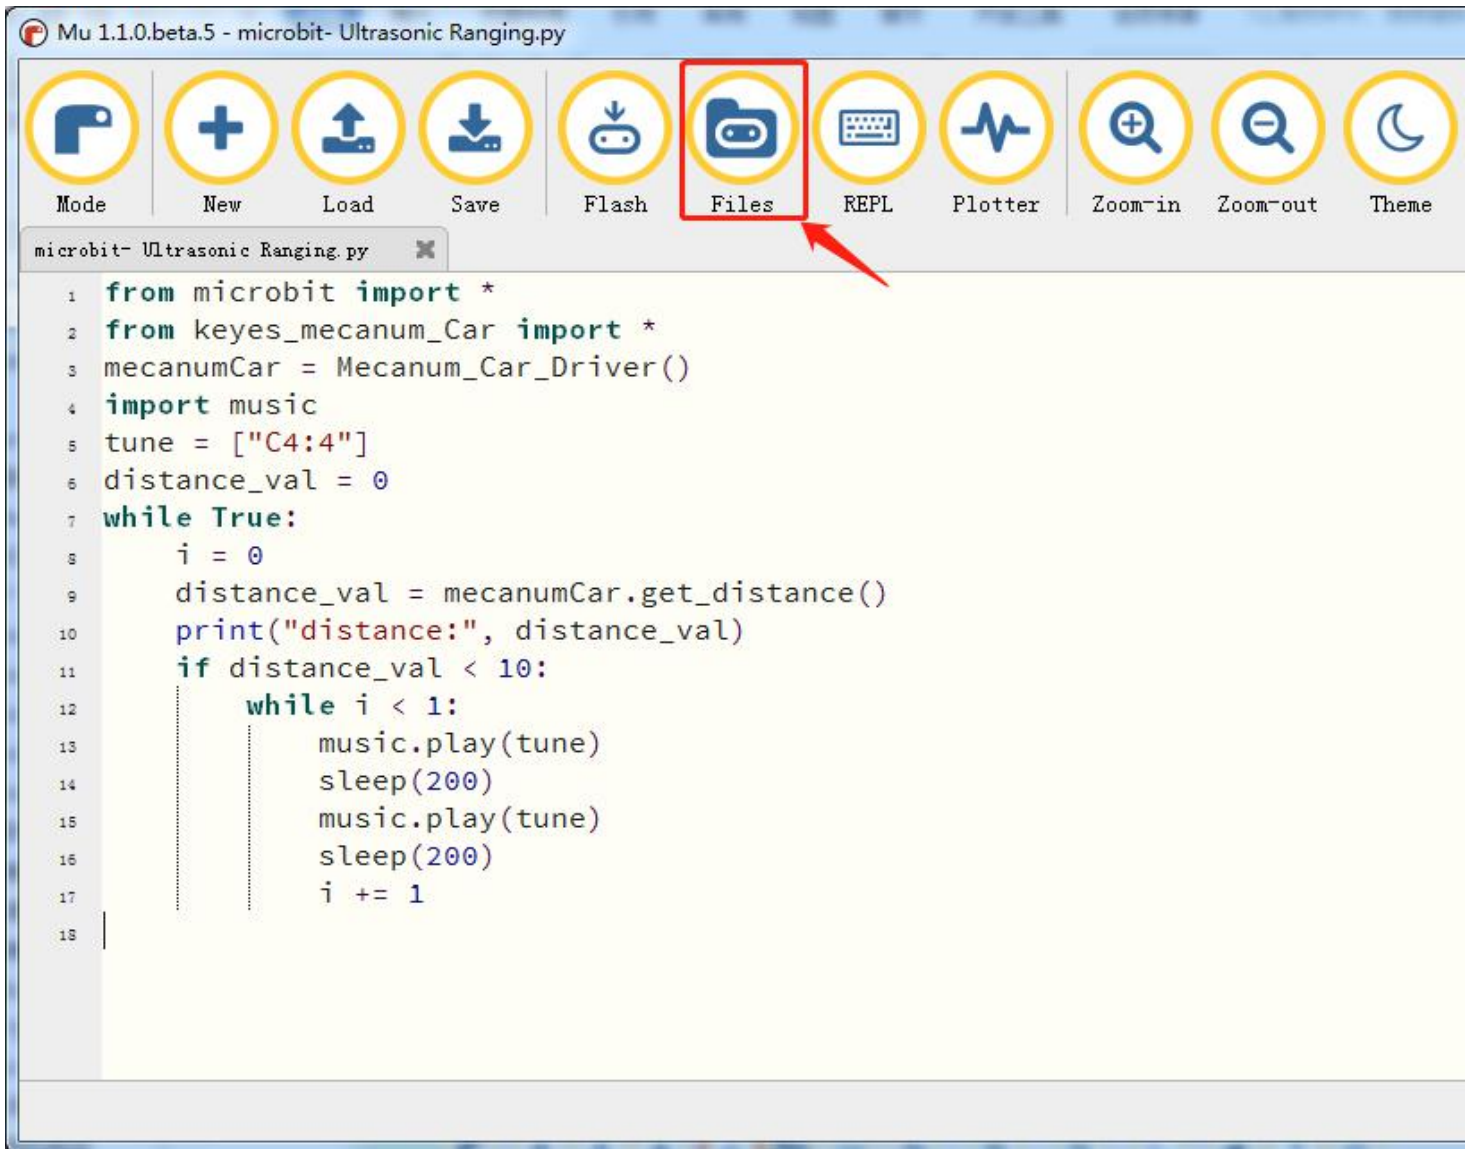 Mu 1.1.0.beta.5 - microbit- Ultrasonic Ranging.py
Mode New Load Save Flash Files REPL Plotter Zoom-in Zoom-out Theme
microbit- Ultrasonic Ranging.py
1 from microbit import *
2 from keyes_mecanum_Car import *
3 mecanumCar = Mecanum_Car_Driver()
4 import music
5 tune = ["C4:4"]
6 distance_val = 0
7 while True:
8     i = 0
9     distance_val = mecanumCar.get_distance()
10     print("distance:", distance_val)
11     if distance_val < 10:
12         while i < 1:
13             music.play(tune)
14             sleep(200)
15             music.play(tune)
16             sleep(200)
17             i += 1
18